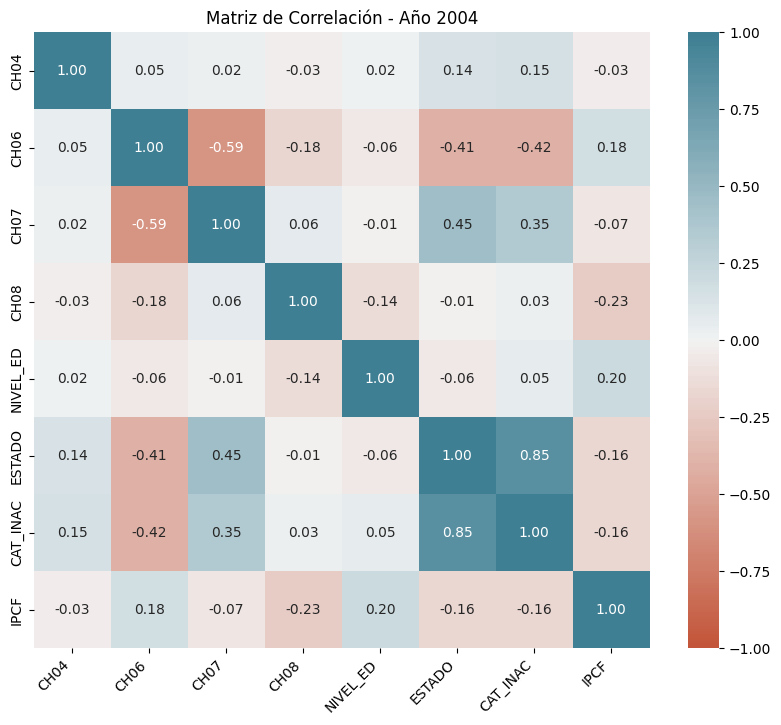 Matriz de Correlación - Año 2004
CH04 1.00 0.05 0.02 -0.03 0.02 0.14 0.15 -0.03
CH06 0.05 1.00 -0.59 -0.18 -0.06 -0.41 -0.42 0.18
CH07 0.02 -0.59 1.00 0.06 -0.01 0.45 0.35 -0.07
CH08 -0.03 -0.18 0.06 1.00 -0.14 -0.01 0.03 -0.23
NIVEL_ED 0.02 -0.06 -0.01 -0.14 1.00 -0.06 0.05 0.20
ESTADO 0.14 -0.41 0.45 -0.01 -0.06 1.00 0.85 -0.16
CAT_INAC 0.15 -0.42 0.35 0.03 0.05 0.85 1.00 -0.16
IPCF -0.03 0.18 -0.07 -0.23 0.20 -0.16 -0.16 1.00
CH04 CH06 CH07 CH08 NIVEL_ED ESTADO CAT_INAC IPCF
1.00
0.75
0.50
0.25
0.00
−0.25
−0.50
−0.75
−1.00